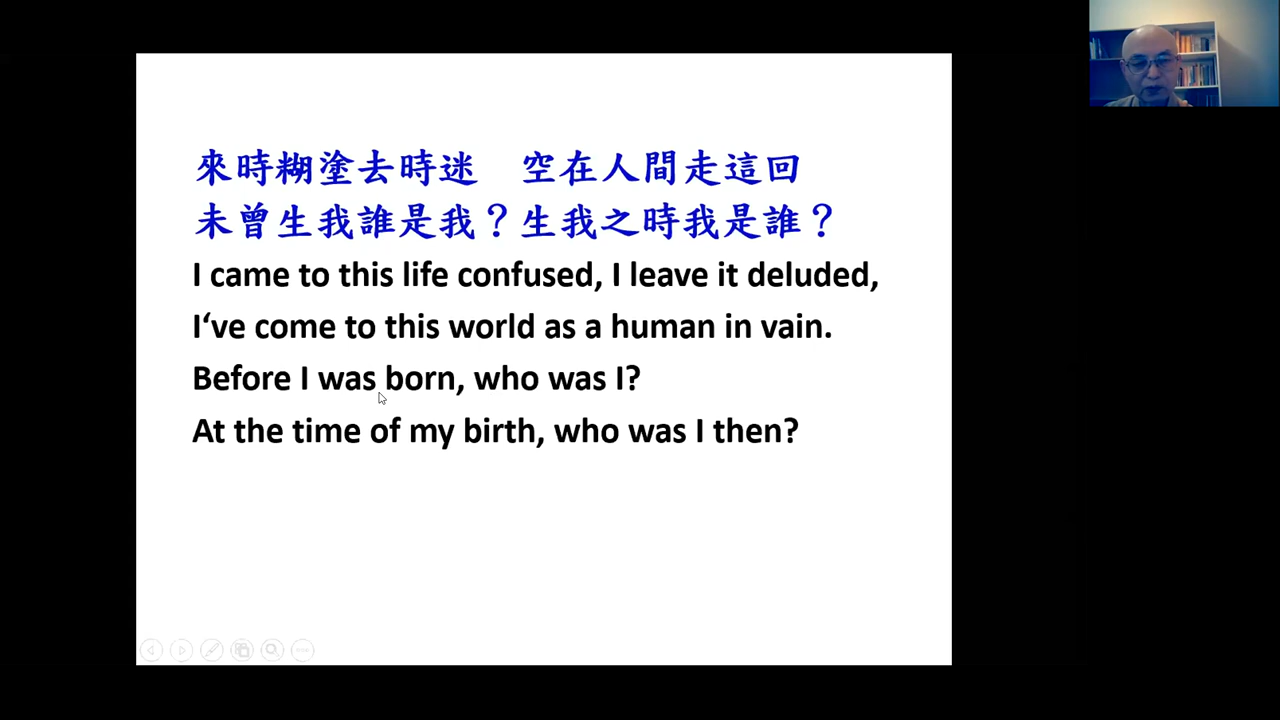 來時糊塗去時迷　空在人間走這回
未曾生我誰是我？生我之時我是誰？
I came to this life confused, I leave it deluded,
I‘ve come to this world as a human in vain.
Before I was born, who was I?
At the time of my birth, who was I then?